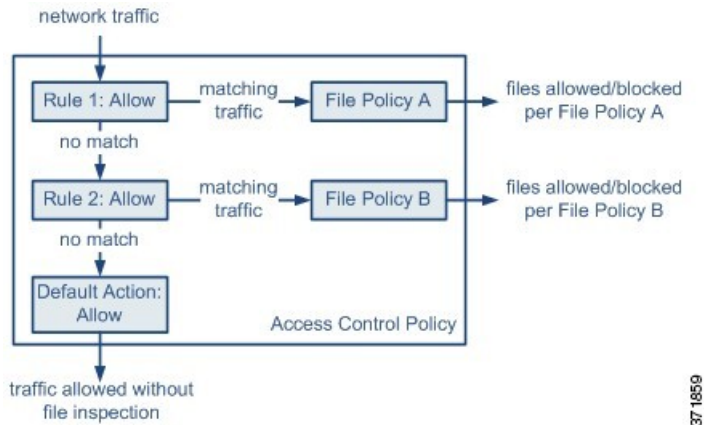 network traffic
Rule 1: Allow
matching
traffic
File Policy A
files allowed/blocked
per File Policy A
no match
Rule 2: Allow
matching
traffic
File Policy B
files allowed/blocked
per File Policy B
no match
Default Action:
Allow
Access Control Policy
traffic allowed without
file inspection
371859